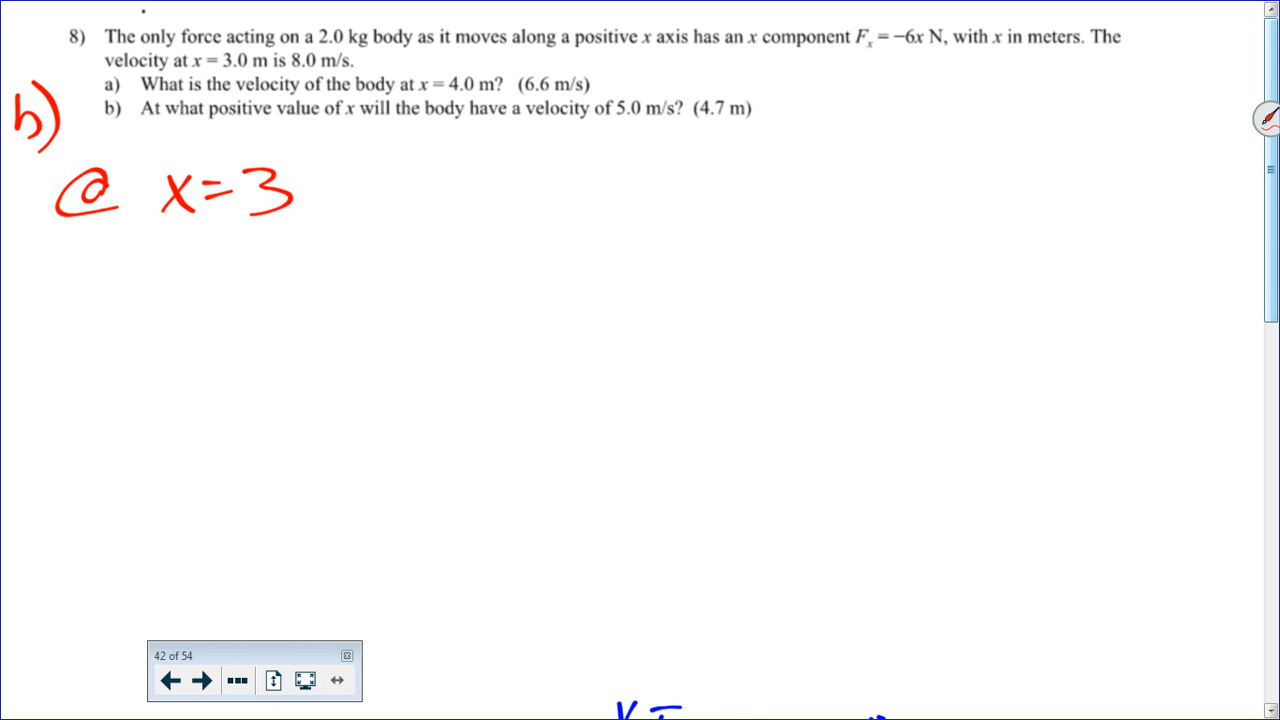 8) The only force acting on a 2.0 kg body as it moves along a positive x axis has an x component Fₓ = −6x N, with x in meters. The
velocity at x = 3.0 m is 8.0 m/s.
a) What is the velocity of the body at x = 4.0 m? (6.6 m/s)
b) At what positive value of x will the body have a velocity of 5.0 m/s? (4.7 m)
b)
@ x=3
42 of 54